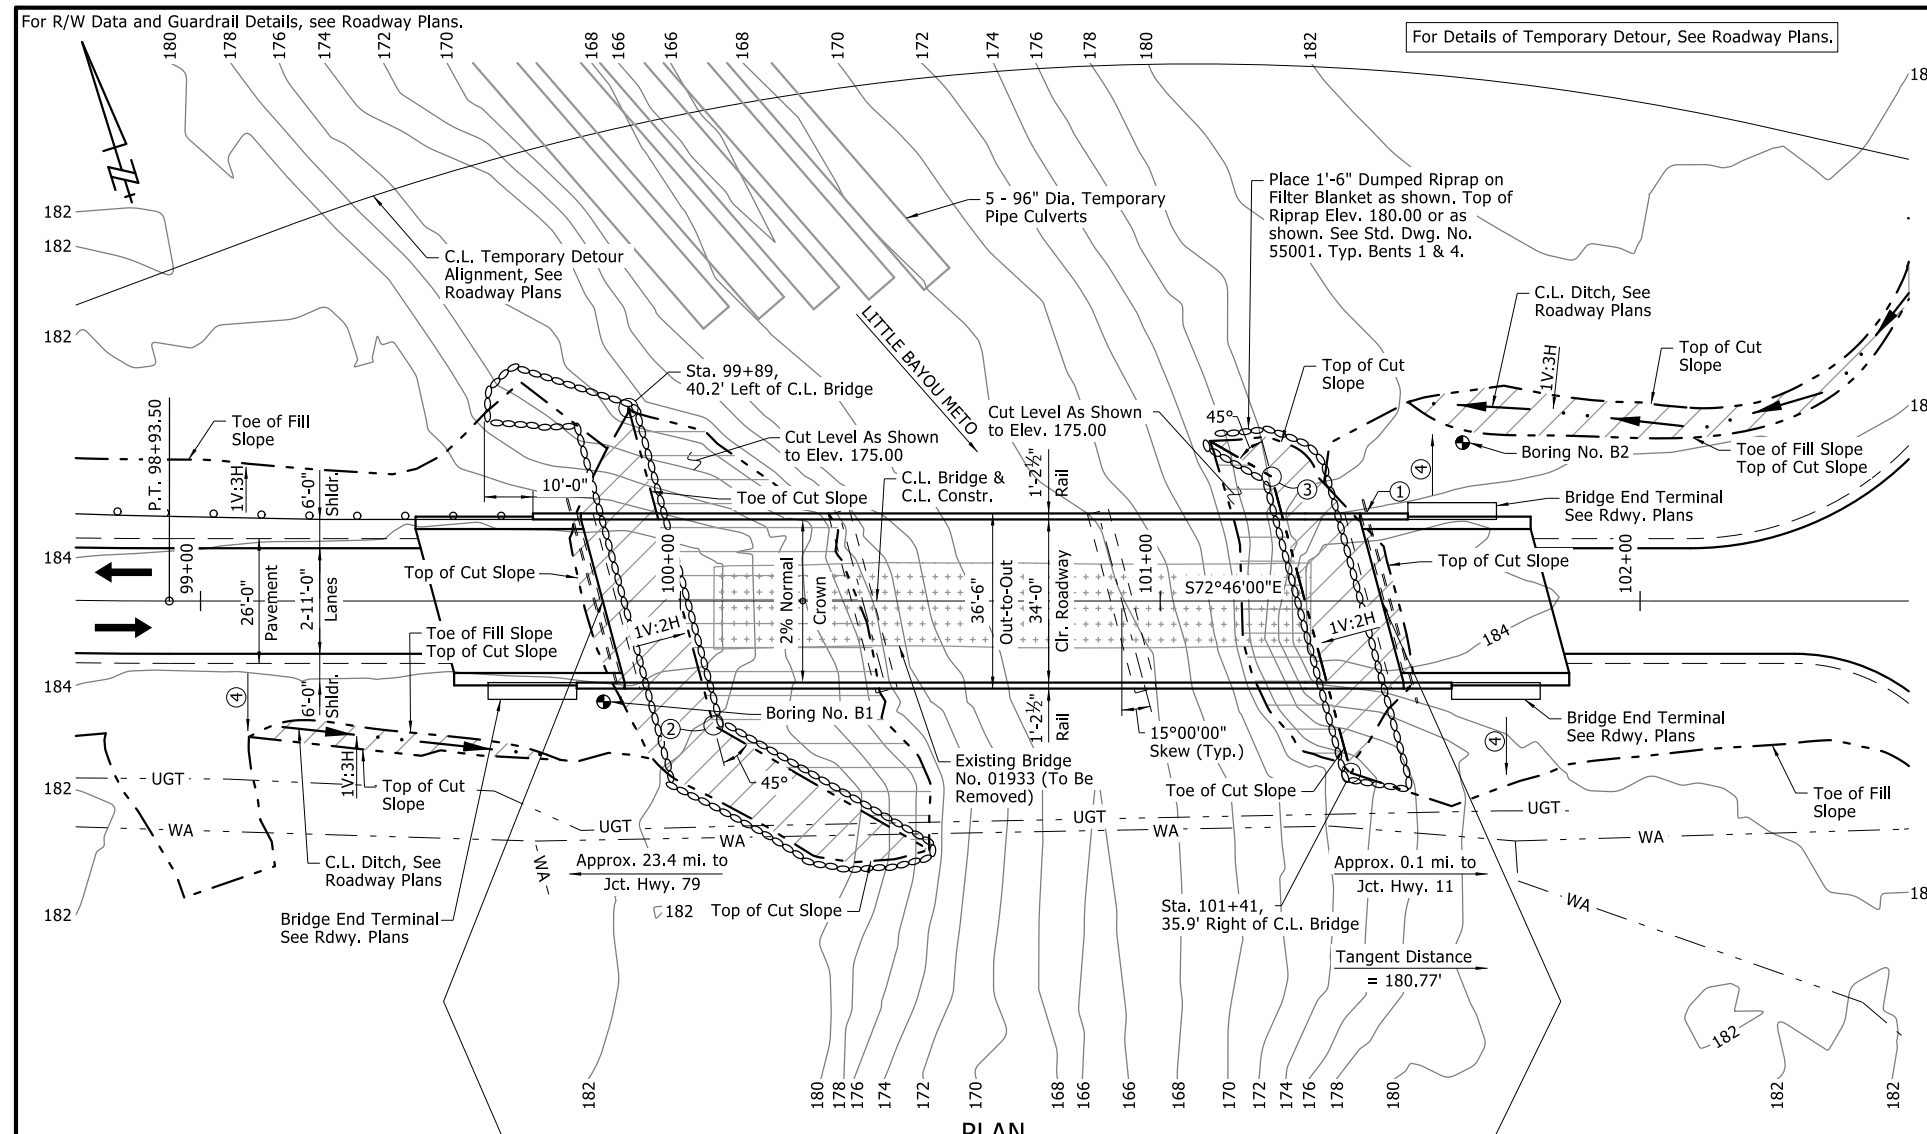 For R/W Data and Guardrail Details, see Roadway Plans.
180
178
176
174
172
170
168
166
166
168
170
172
174
176
178
180
182
For Details of Temporary Detour, See Roadway Plans.
182
182
182
C.L. Temporary Detour
Alignment, See
Roadway Plans
5 - 96" Dia. Temporary
Pipe Culverts
Place 1'-6" Dumped Riprap on
Filter Blanket as shown. Top of
Riprap Elev. 180.00 or as
shown. See Std. Dwg. No.
55001. Typ. Bents 1 & 4.
C.L. Ditch, See
Roadway Plans
Top of Cut
Slope
1V:3H
LITTLE BAYOU METO
Top of Cut
Slope
Sta. 99+89,
40.2' Left of C.L. Bridge
Cut Level As Shown
to Elev. 175.00
45°
P.T. 98+93.50
Toe of Fill
Slope
1V:3H
6'-0"
Shldr.
10'-0"
Cut Level As Shown
to Elev. 175.00
C.L. Bridge &
C.L. Constr.
Toe of Cut Slope
1'-2½"
Rail
3
1
4
Boring No. B2
Toe of Fill Slope
Top of Cut Slope
Bridge End Terminal
See Rdwy. Plans
184
99+00
26'-0"
Pavement
2-11'-0"
Lanes
Top of Cut Slope
100+00
2% Normal
Crown
36'-6"
Out-to-Out
34'-0"
Clr. Roadway
101+00
S72°46'00"E
Top of Cut Slope
102+00
1V:2H
1V:2H
184
Toe of Fill Slope
Top of Cut Slope
184
4
6'-0"
Shldr.
Boring No. B1
1'-2½"
Rail
15°00'00"
Skew (Typ.)
2
45°
Existing Bridge
No. 01933 (To Be
Removed)
Toe of Cut Slope
4
Bridge End Terminal
See Rdwy. Plans
Toe of Fill
Slope
1V:3H
UGT
Top of Cut
Slope
182
WA
UGT
WA
UGT
WA
UGT
WA
C.L. Ditch, See
Roadway Plans
WA
Approx. 23.4 mi. to
Jct. Hwy. 79
Approx. 0.1 mi. to
Jct. Hwy. 11
WA
182
Bridge End Terminal
See Rdwy. Plans
182
Top of Cut Slope
Sta. 101+41,
35.9' Right of C.L. Bridge
Tangent Distance
= 180.77'
182
182
180
178
176
174
172
170
168
166
166
168
170
172
174
176
178
180
182
182
PLAN